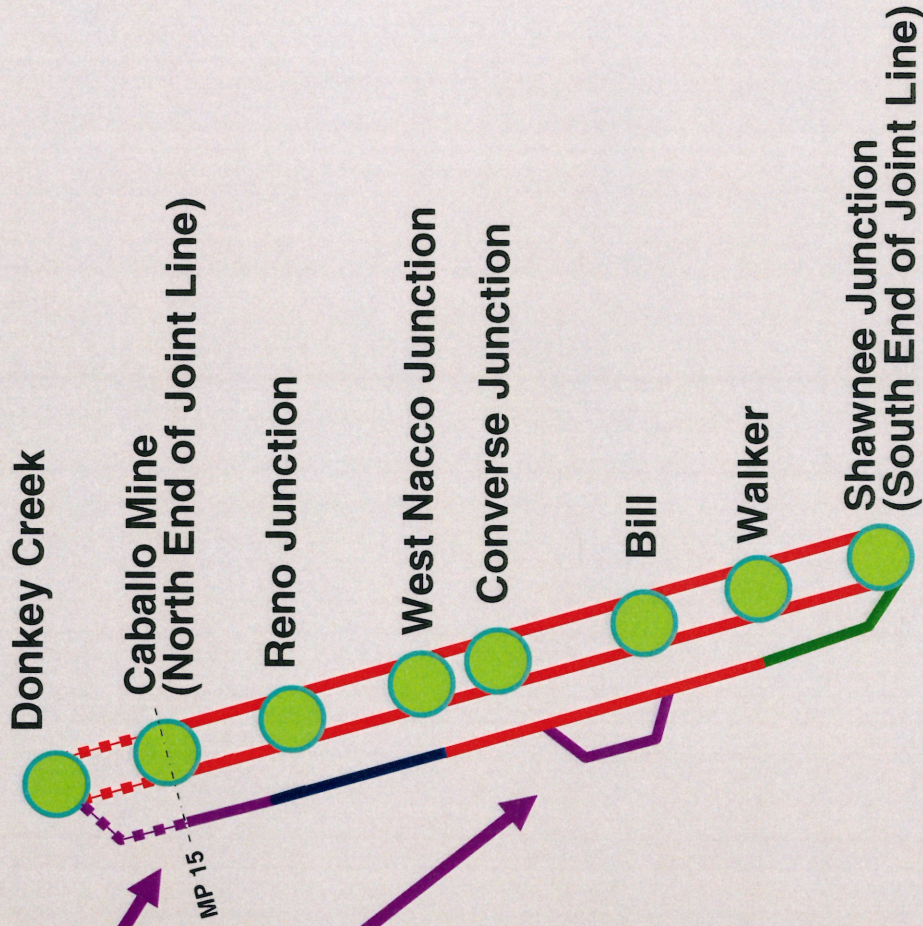 Donkey Creek
Caballo Mine
(North End of Joint Line)
MP 15
Reno Junction
West Nacco Junction
Converse Junction
Bill
Walker
Shawnee Junction
(South End of Joint Line)